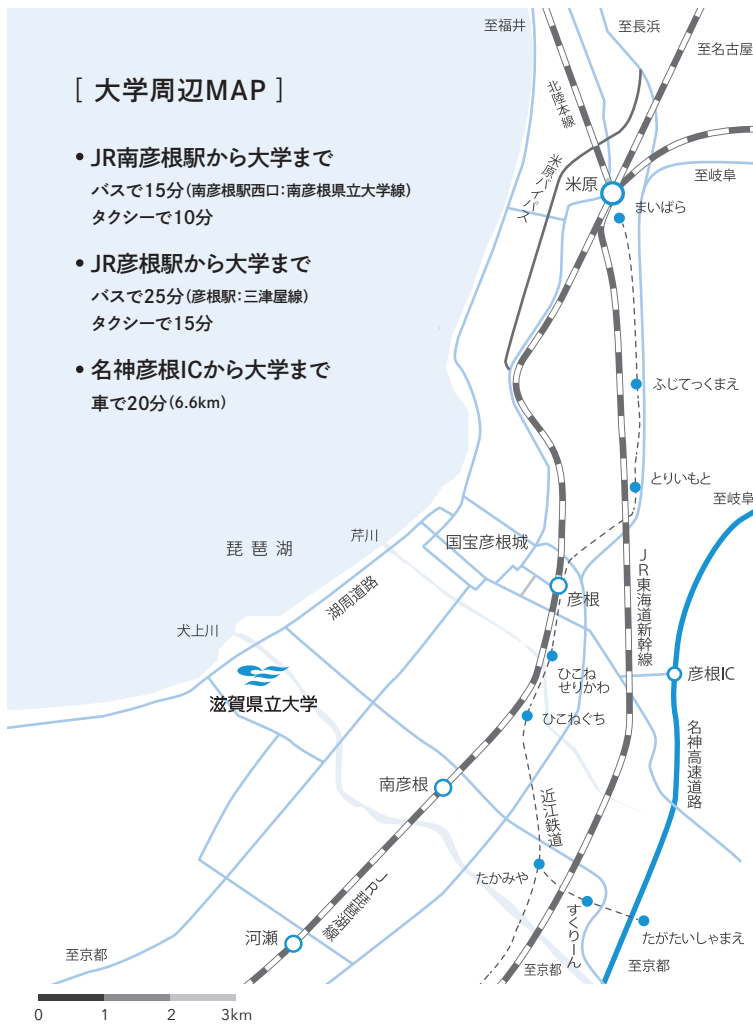 [ 大学周辺MAP ]
• JR南彦根駅から大学まで
バスで15分(南彦根駅西口:南彦根県立大学線)
タクシーで10分
• JR彦根駅から大学まで
バスで25分(彦根駅:三津屋線)
タクシーで15分
• 名神彦根ICから大学まで
車で20分(6.6km)
至福井
至長浜
至名古屋
北陸本線
米原バイパス
米原
至岐阜
まいばら
ふじてっくまえ
とりいもと
至岐阜
芹川
国宝彦根城
琵琶湖
湖周道路
彦根
JR東海道新幹線
犬上川
ひこね
せりかわ
彦根IC
滋賀県立大学
ひこねぐち
名神高速道路
南彦根
近江鉄道
たかみや
JR琵琶湖線
すくりーん
河瀬
たがたいしゃまえ
至京都
至京都
至京都
0 1 2 3km